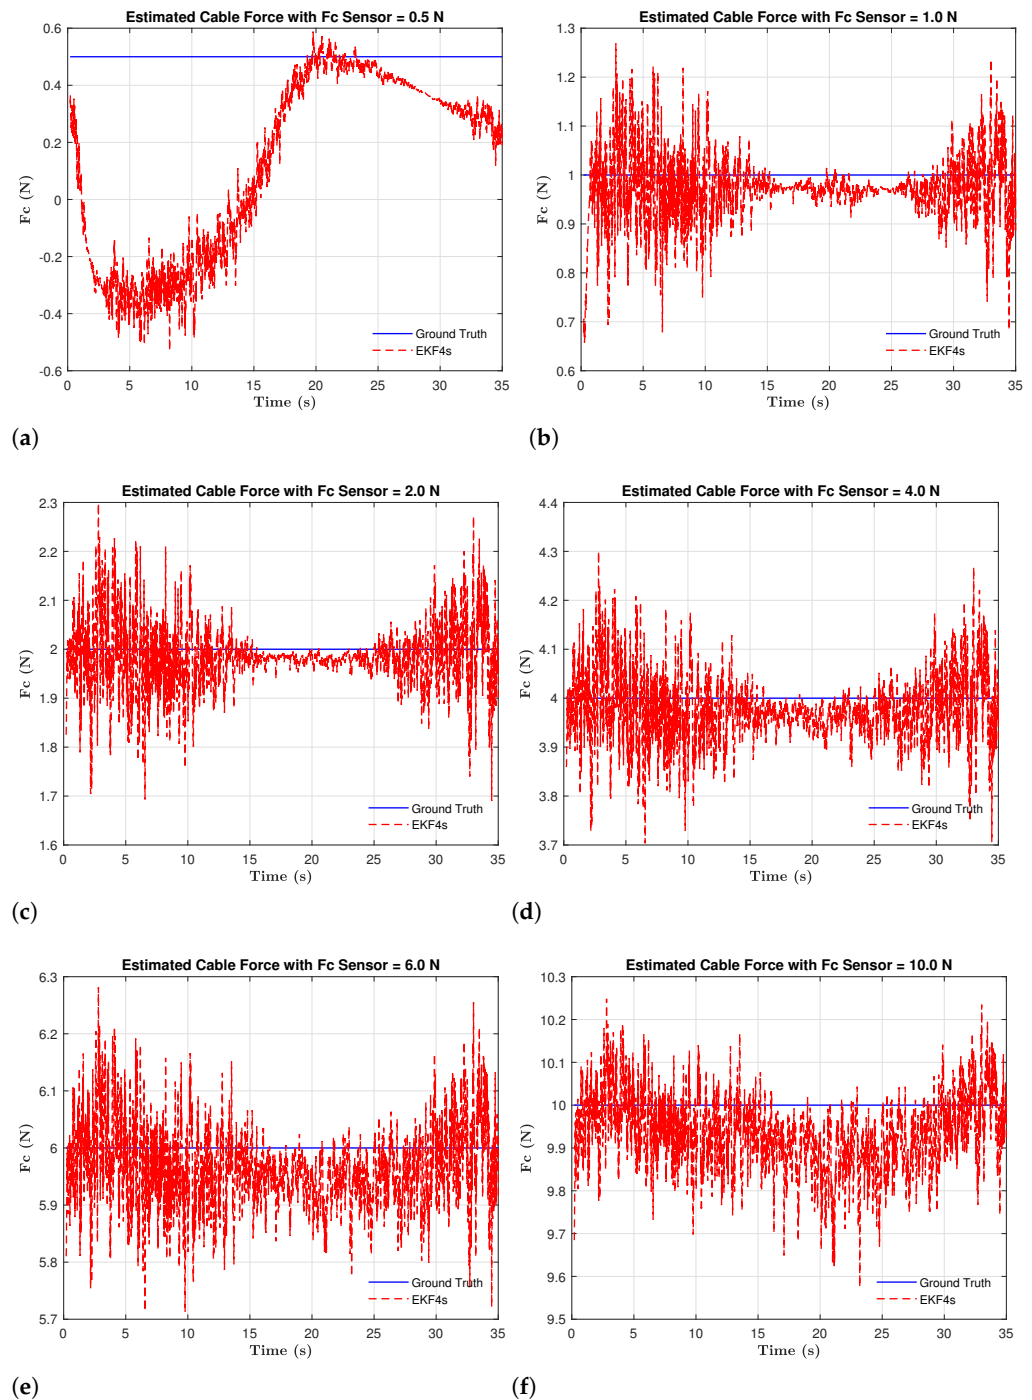 Estimated Cable Force with Fc Sensor = 0.5 N
0.6
0.4
0.2
0
-0.2
-0.4
-0.6
Fc (N)
Ground Truth
EKF4s
0 5 10 15 20 25 30 35
Time (s)
(a)
Estimated Cable Force with Fc Sensor = 1.0 N
1.3
1.2
1.1
1
0.9
0.8
0.7
0.6
Fc (N)
Ground Truth
EKF4s
0 5 10 15 20 25 30 35
Time (s)
(b)
Estimated Cable Force with Fc Sensor = 2.0 N
2.3
2.2
2.1
2
1.9
1.8
1.7
1.6
Fc (N)
Ground Truth
EKF4s
0 5 10 15 20 25 30 35
Time (s)
(c)
Estimated Cable Force with Fc Sensor = 4.0 N
4.4
4.3
4.2
4.1
4
3.9
3.8
3.7
Fc (N)
Ground Truth
EKF4s
0 5 10 15 20 25 30 35
Time (s)
(d)
Estimated Cable Force with Fc Sensor = 6.0 N
6.3
6.2
6.1
6
5.9
5.8
5.7
Fc (N)
Ground Truth
EKF4s
0 5 10 15 20 25 30 35
Time (s)
(e)
Estimated Cable Force with Fc Sensor = 10.0 N
10.3
10.2
10.1
10
9.9
9.8
9.7
9.6
9.5
Fc (N)
Ground Truth
EKF4s
0 5 10 15 20 25 30 35
Time (s)
(f)